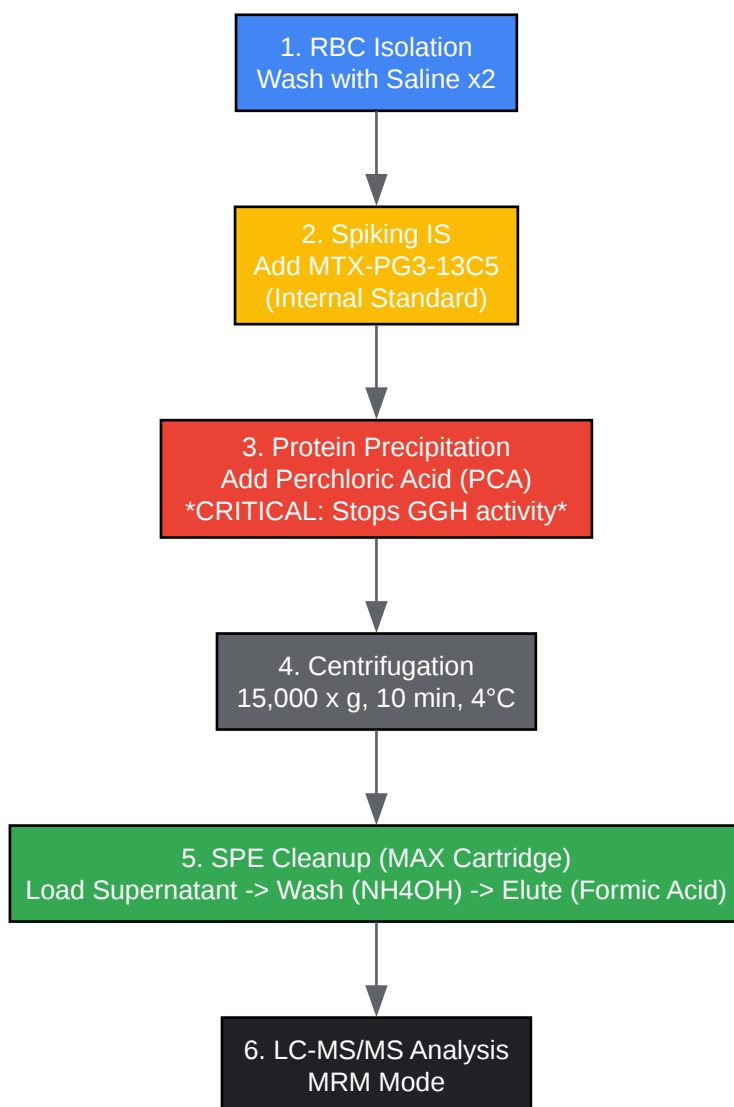 1. RBC Isolation
Wash with Saline x2
2. Spiking IS
Add MTX-PG3-13C5
(Internal Standard)
3. Protein Precipitation
Add Perchloric Acid (PCA)
*CRITICAL: Stops GGH activity*
4. Centrifugation
15,000 x g, 10 min, 4°C
5. SPE Cleanup (MAX Cartridge)
Load Supernatant -> Wash (NH4OH) -> Elute (Formic Acid)
6. LC-MS/MS Analysis
MRM Mode